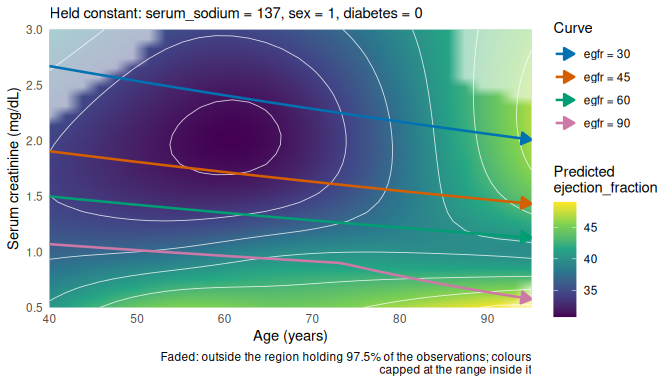 Held constant: serum_sodium = 137, sex = 1, diabetes = 0
3.0
2.5
2.0
1.5
1.0
0.5
Serum creatinine (mg/dL)
40
50
60
70
80
90
Age (years)
Curve
egfr = 30
egfr = 45
egfr = 60
egfr = 90
Predicted
ejection_fraction
45
40
35
Faded: outside the region holding 97.5% of the observations; colours
capped at the range inside it